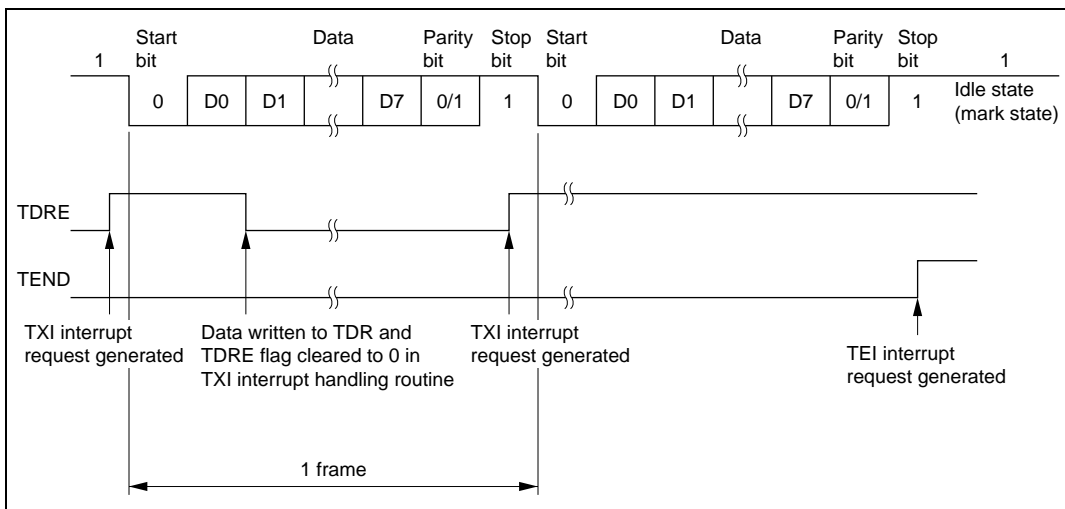 Start Data Parity Stop Start Data Parity Stop
1 bit bit bit bit bit bit 1
0 D0 D1 D7 0/1 1 0 D0 D1 D7 0/1 1 Idle state
(mark state)
TDRE
TEND
TXI interrupt
request generated
Data written to TDR and
TDRE flag cleared to 0 in
TXI interrupt handling routine
TXI interrupt
request generated
TEI interrupt
request generated
1 frame